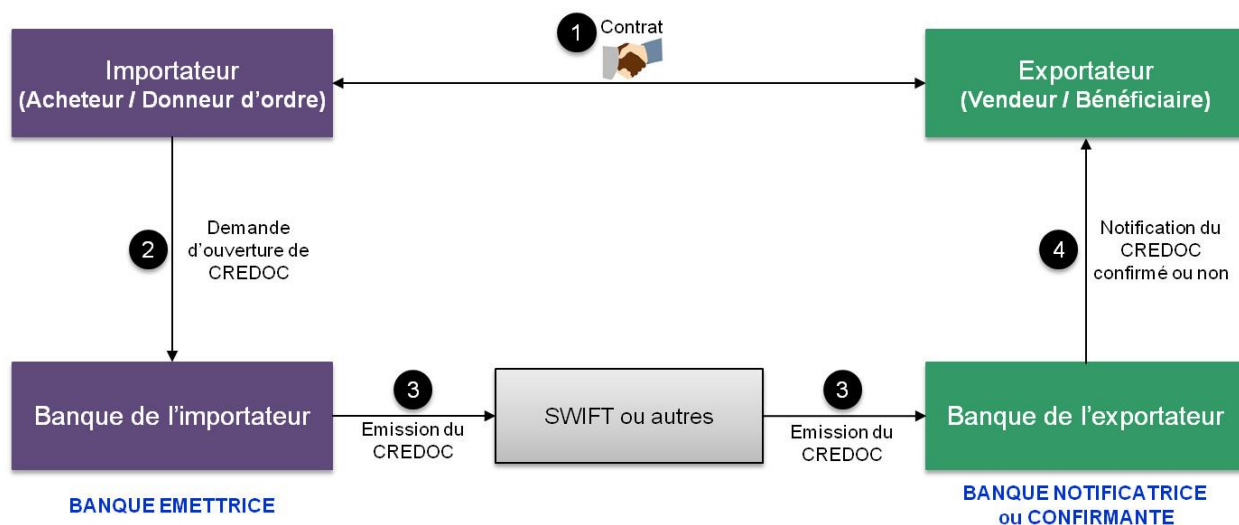 1 Contrat
Importateur
(Acheteur / Donneur d'ordre)
Exportateur
(Vendeur / Bénéficiaire)
2
Demande
d'ouverture de
CREDOC
4
Notification du
CREDOC
confirmé ou non
Banque de l'importateur
3
Emission du
CREDOC
SWIFT ou autres
3
Emission du
CREDOC
Banque de l'exportateur
BANQUE EMETTRICE
BANQUE NOTIFICATRICE
ou CONFIRMANTE